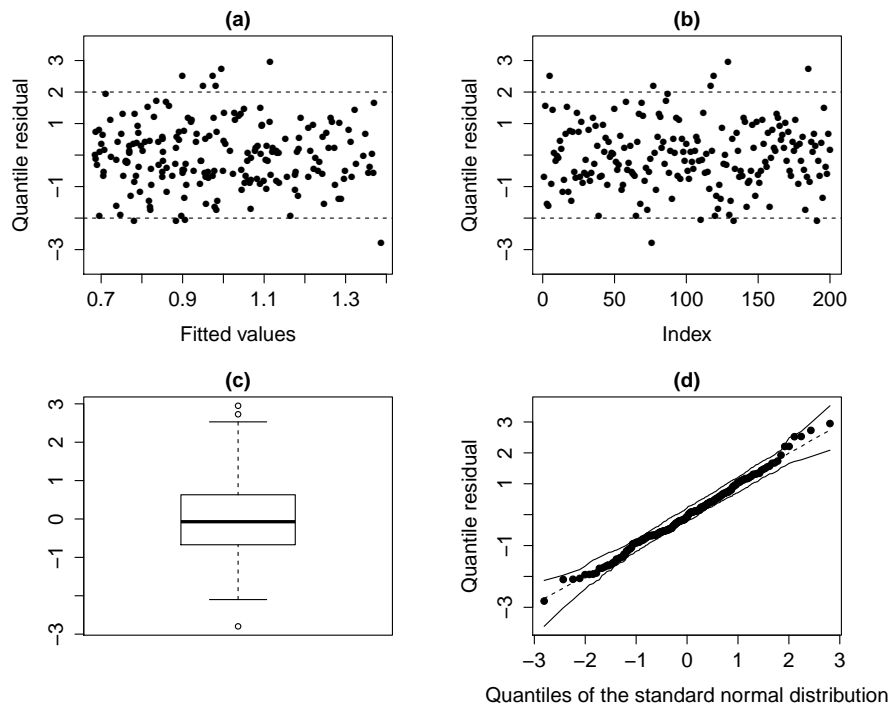 (a)
Quantile residual
3
2
1
−1
−3
0.7 0.9 1.1 1.3
Fitted values
(b)
Quantile residual
3
2
1
−1
−3
0 50 100 150 200
Index
(c)
3
2
1
0
−1
−3
(d)
Quantile residual
3
2
1
−1
−3
−3 −2 −1 0 1 2 3
Quantiles of the standard normal distribution